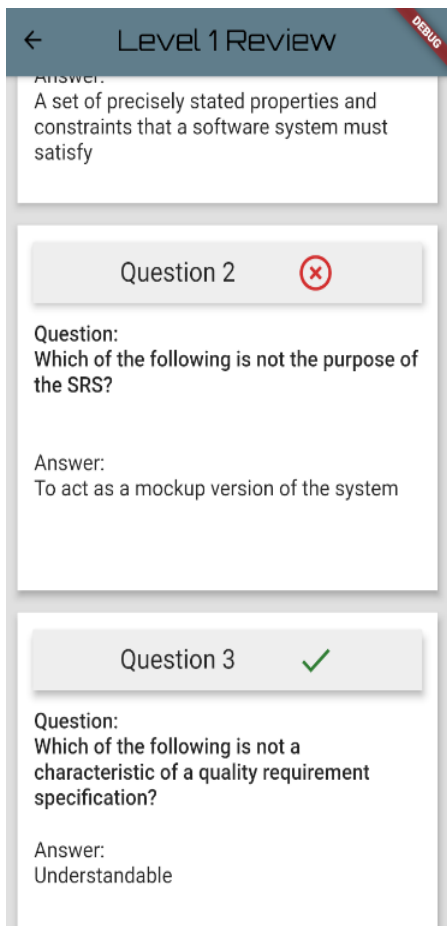 Level 1 Review
DEBUG
Answer:
A set of precisely stated properties and
constraints that a software system must
satisfy
Question 2
Question:
Which of the following is not the purpose of
the SRS?
Answer:
To act as a mockup version of the system
Question 3
Question:
Which of the following is not a
characteristic of a quality requirement
specification?
Answer:
Understandable